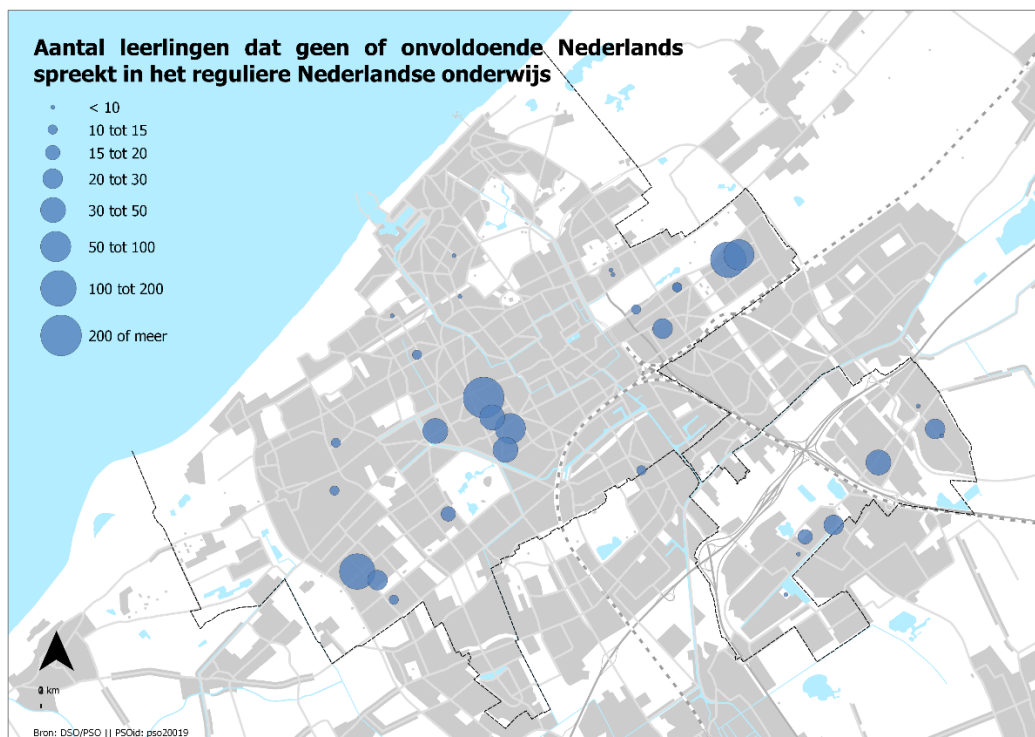 Aantal leerlingen dat geen of onvoldoende Nederlands
spreekt in het reguliere Nederlandse onderwijs
< 10
10 tot 15
15 tot 20
20 tot 30
30 tot 50
50 tot 100
100 tot 200
200 of meer
km
Bron: DSO/PSO || PSOid: pso20019